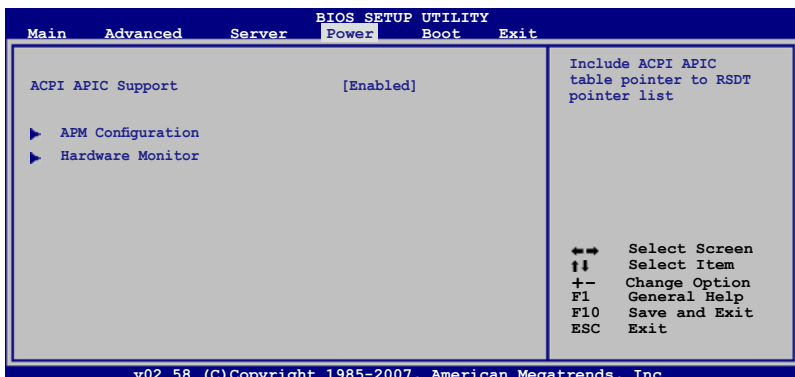 BIOS SETUP UTILITY
Main Advanced Server Power Boot Exit
ACPI APIC Support [Enabled]
APM Configuration
Hardware Monitor
Include ACPI APIC
table pointer to RSDT
pointer list
Select Screen
Select Item
+- Change Option
F1 General Help
F10 Save and Exit
ESC Exit
v02.58 (C)Copyright 1985-2007, American Megatrends, Inc.